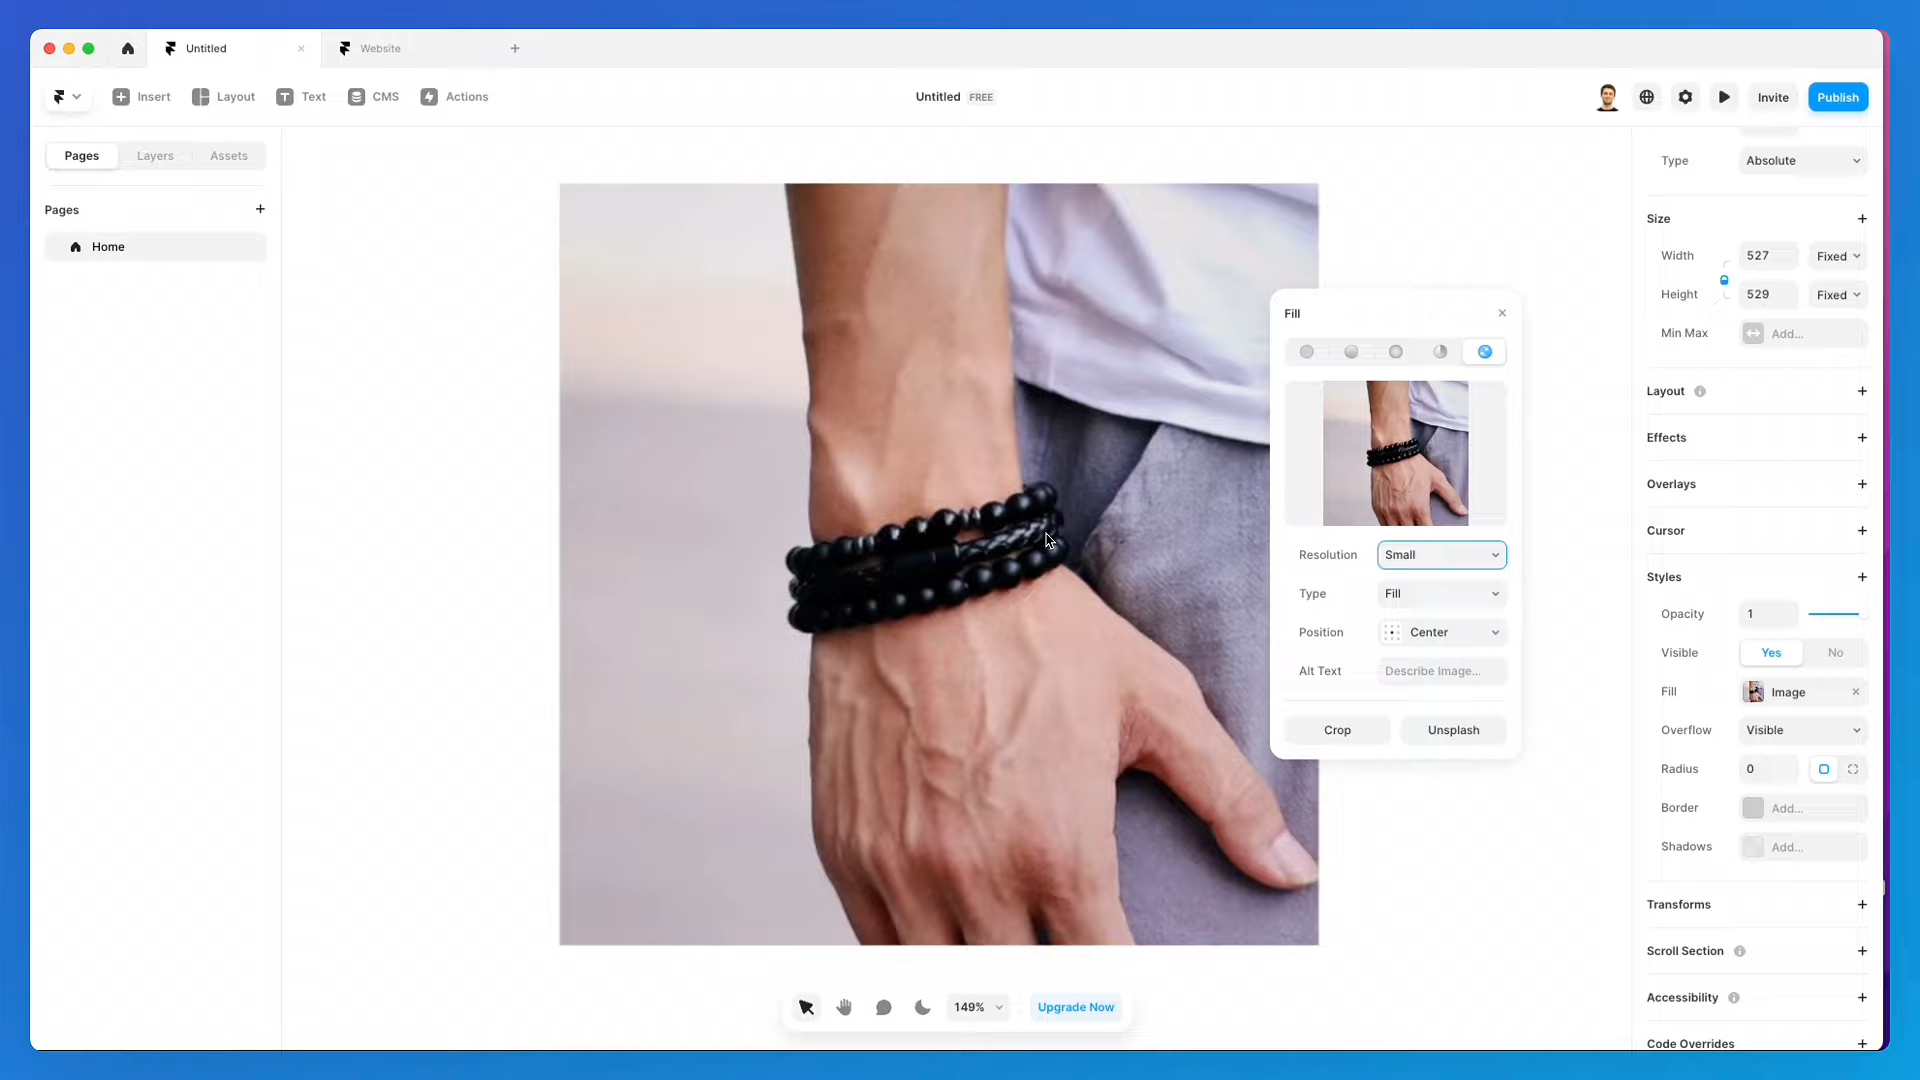 Untitled
Website
Insert
Layout
Text
CMS
Actions
Untitled FREE
Invite
Publish
Pages
Layers
Assets
Pages
Home
Type
Absolute
Size
Width
527
Fixed
Height
529
Fixed
Min Max
Add...
Layout
Effects
Overlays
Cursor
Styles
Opacity
1
Visible
Yes
No
Fill
Image
Overflow
Visible
Radius
0
Border
Add...
Shadows
Add...
Transforms
Scroll Section
Accessibility
Code Overrides
Fill
Resolution
Small
Type
Fill
Position
Center
Alt Text
Describe Image...
Crop
Unsplash
149%
Upgrade Now